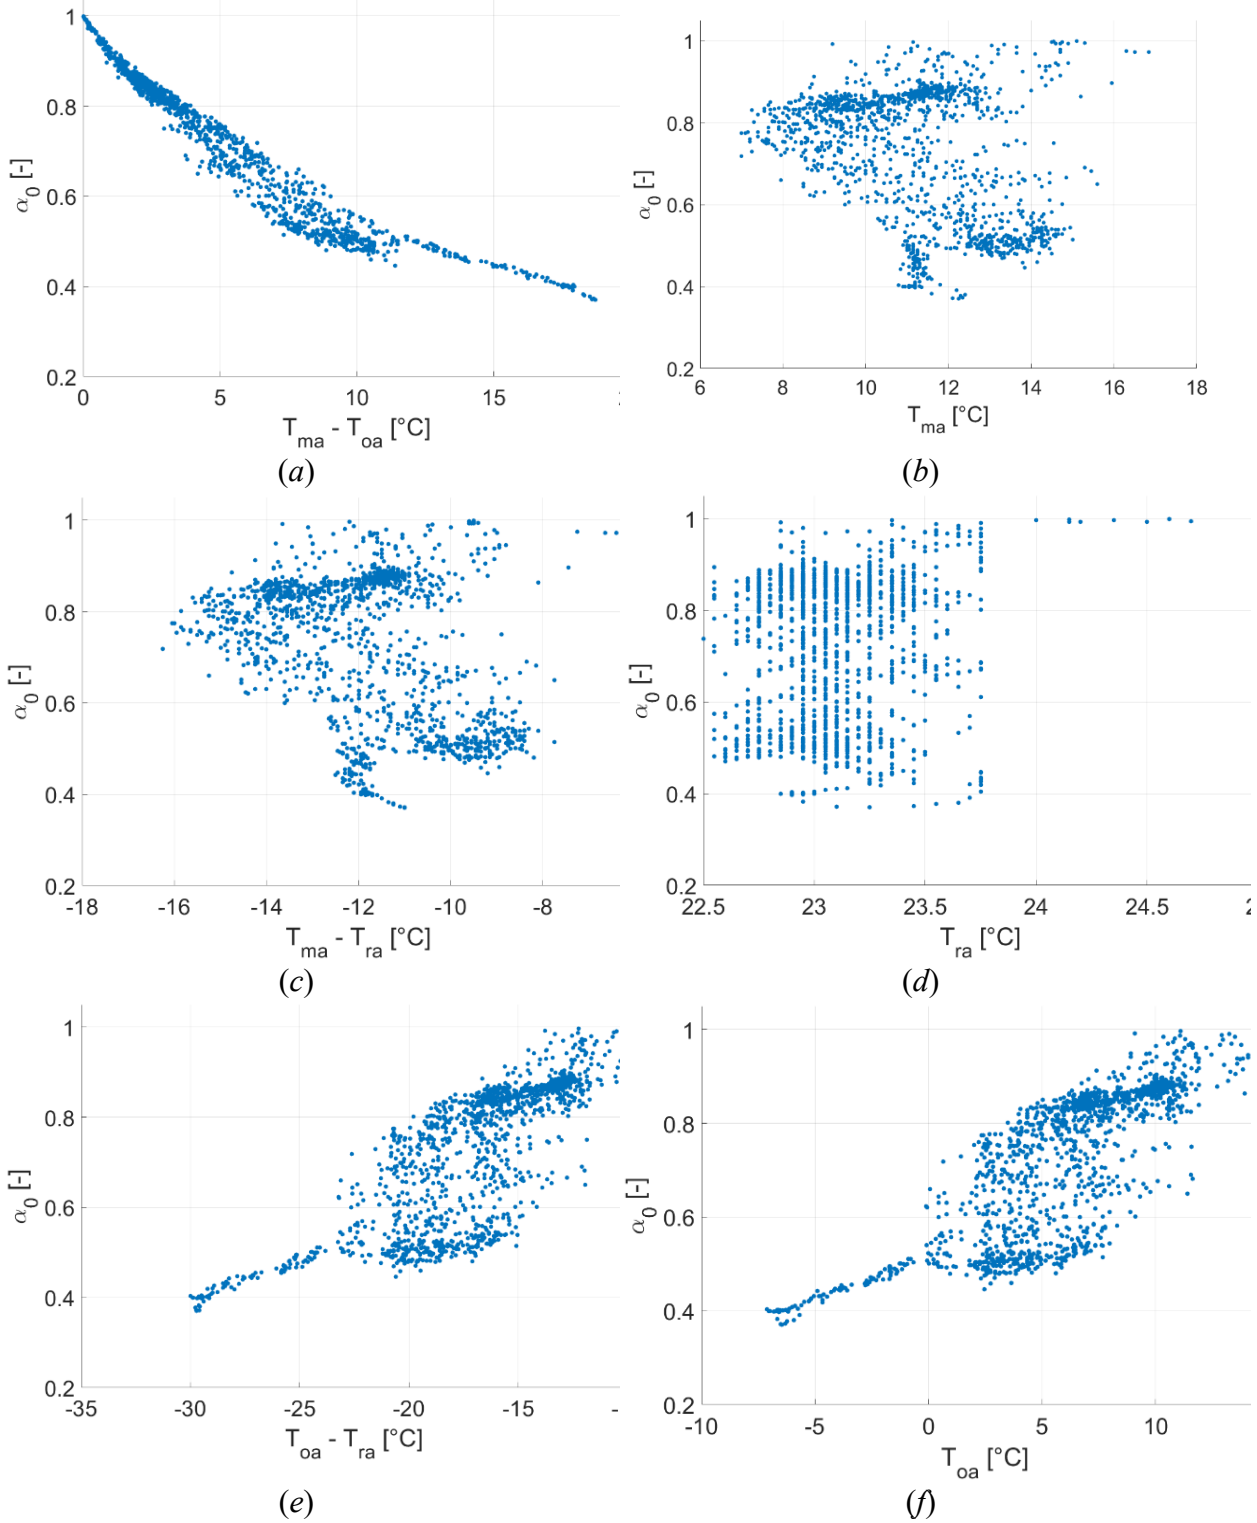 1
0.8
0.6
0.4
0.2
α0 [-]
0 5 10 15
Tma - Toa [°C]
(a)
1
0.8
0.6
0.4
0.2
α0 [-]
6 8 10 12 14 16 18
Tma [°C]
(b)
1
0.8
0.6
0.4
0.2
α0 [-]
-18 -16 -14 -12 -10 -8
Tma - Tra [°C]
(c)
1
0.8
0.6
0.4
0.2
α0 [-]
22.5 23 23.5 24 24.5
Tra [°C]
(d)
1
0.8
0.6
0.4
0.2
α0 [-]
-35 -30 -25 -20 -15
Toa - Tra [°C]
(e)
1
0.8
0.6
0.4
0.2
α0 [-]
-10 -5 0 5 10
Toa [°C]
(f)